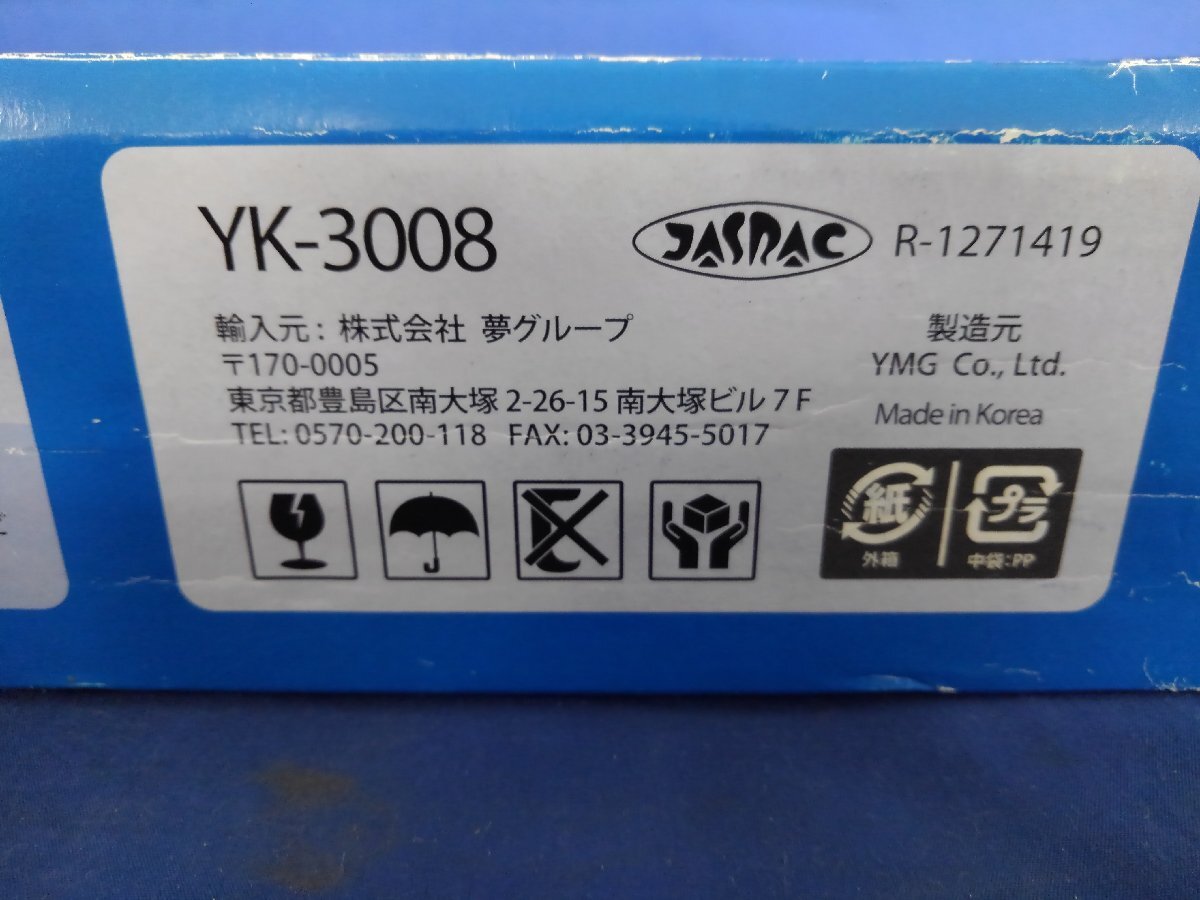 YK-3008
JASRAC
R-1271419
輸入元: 株式会社 夢グループ
〒170-0005
東京都豊島区南大塚 2-26-15 南大塚ビル 7 F
TEL: 0570-200-118 FAX: 03-3945-5017
製造元
YMG Co., Ltd.
Made in Korea
紙
外箱
プラ
中袋:PP